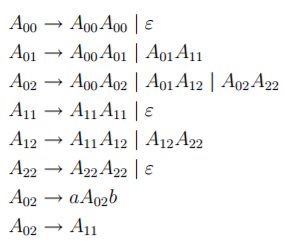 A₀₀ → A₀₀A₀₀ | ε
A₀₁ → A₀₀A₀₁ | A₀₁A₁₁
A₀₂ → A₀₀A₀₂ | A₀₁A₁₂ | A₀₂A₂₂
A₁₁ → A₁₁A₁₁ | ε
A₁₂ → A₁₁A₁₂ | A₁₂A₂₂
A₂₂ → A₂₂A₂₂ | ε
A₀₂ → aA₀₂b
A₀₂ → A₁₁